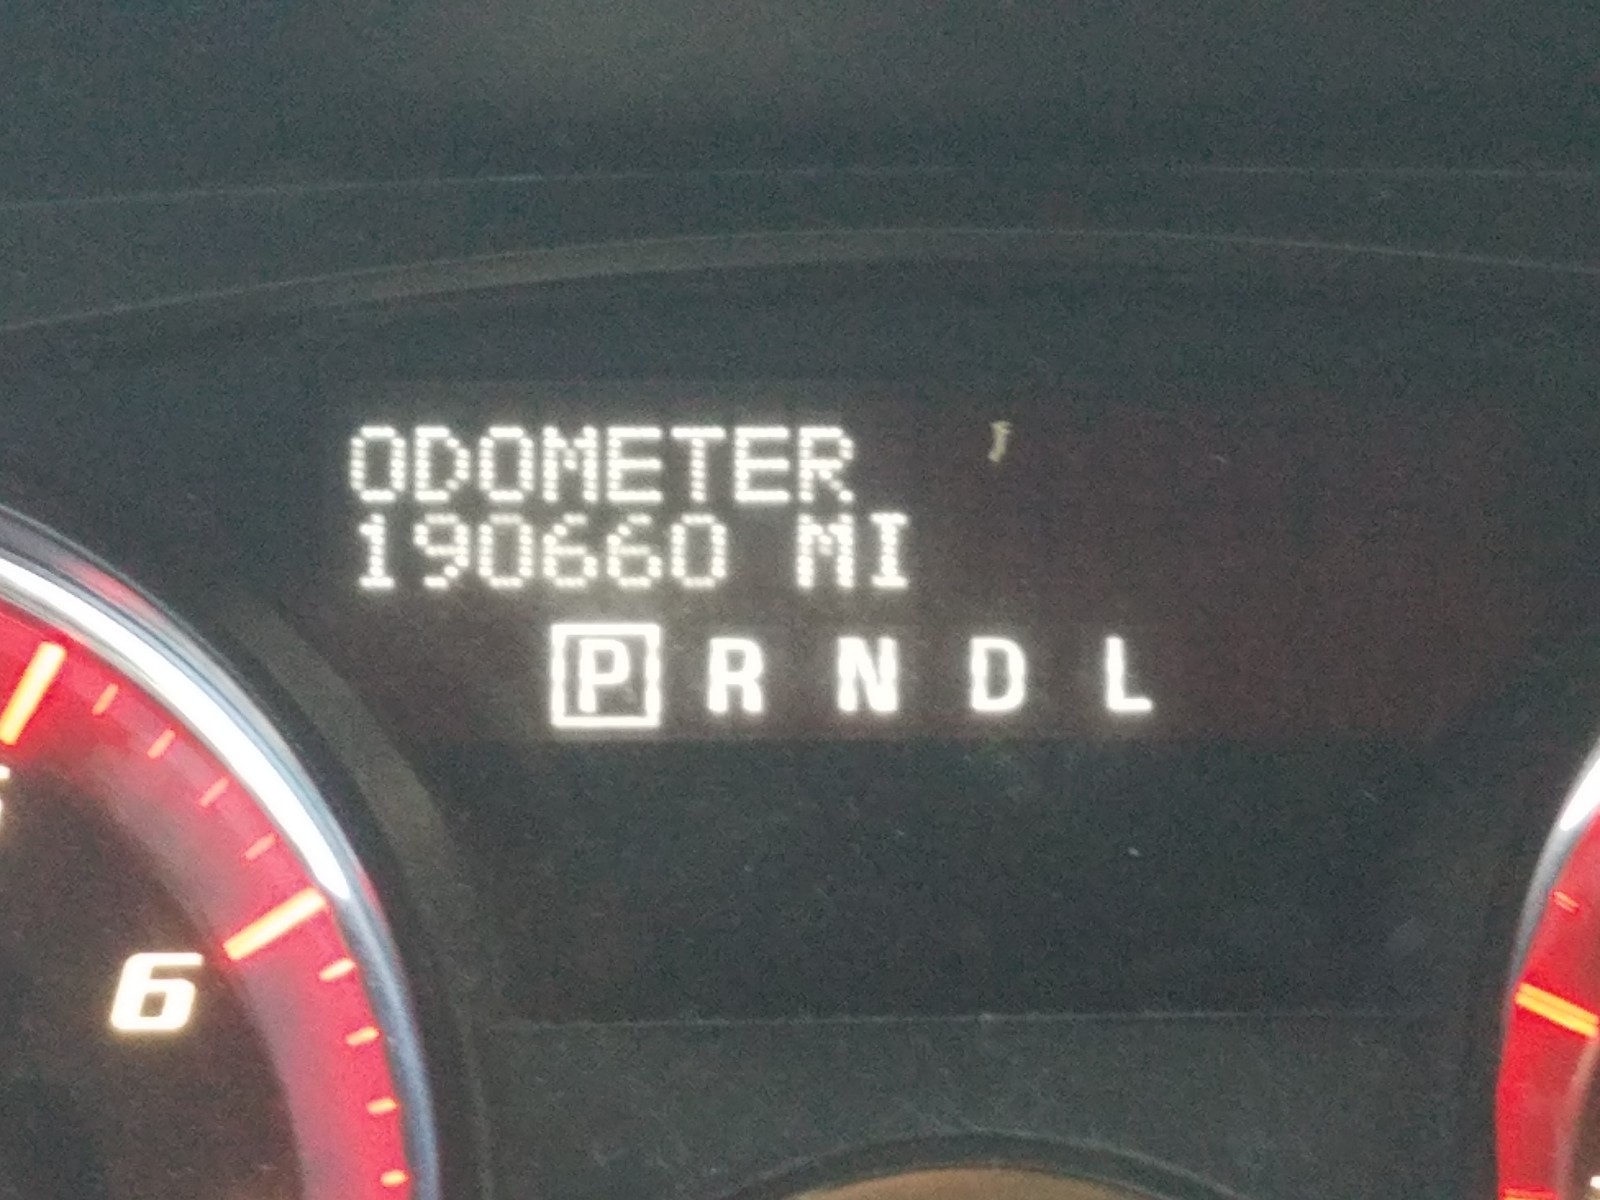 ODOMETER
190660 MI
P R N D L
6